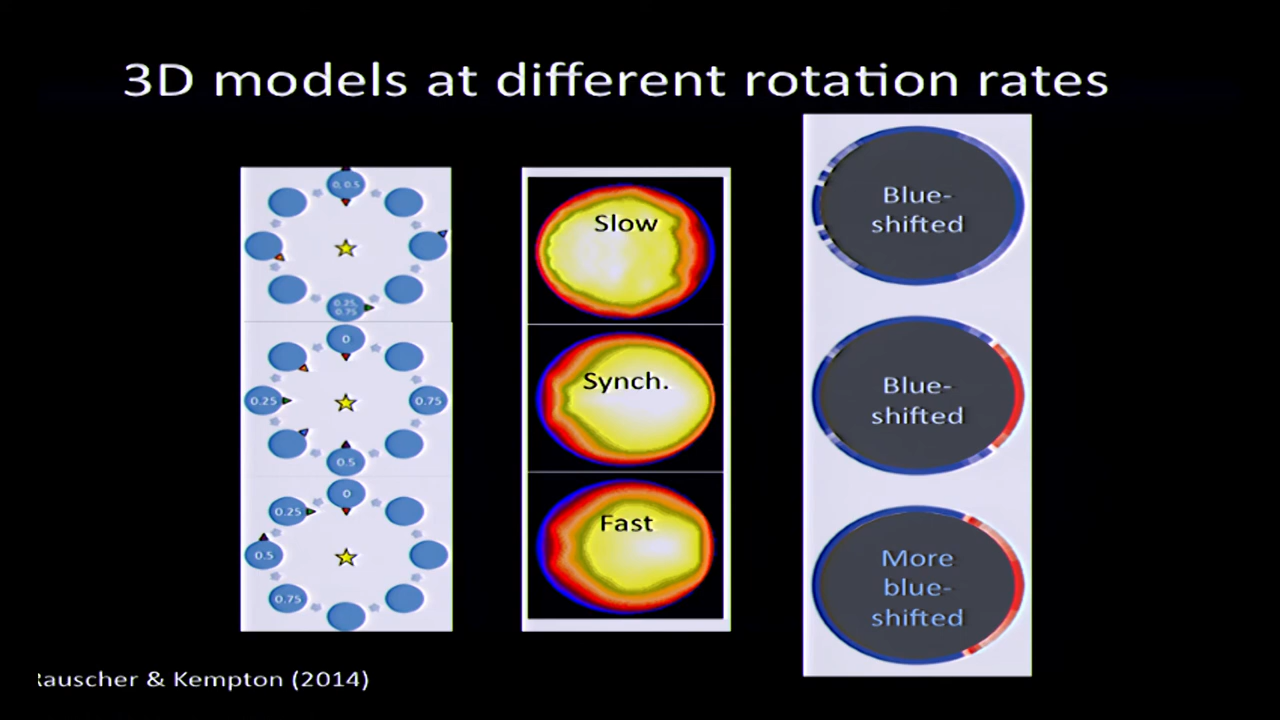 3D models at different rotation rates
0, 0.5
0.25,
0.75
0
0.25
0.75
0.5
0
0.25
0.5
0.75
Slow
Synch.
Fast
Blue-
shifted
Blue-
shifted
More
blue-
shifted
Rauscher & Kempton (2014)